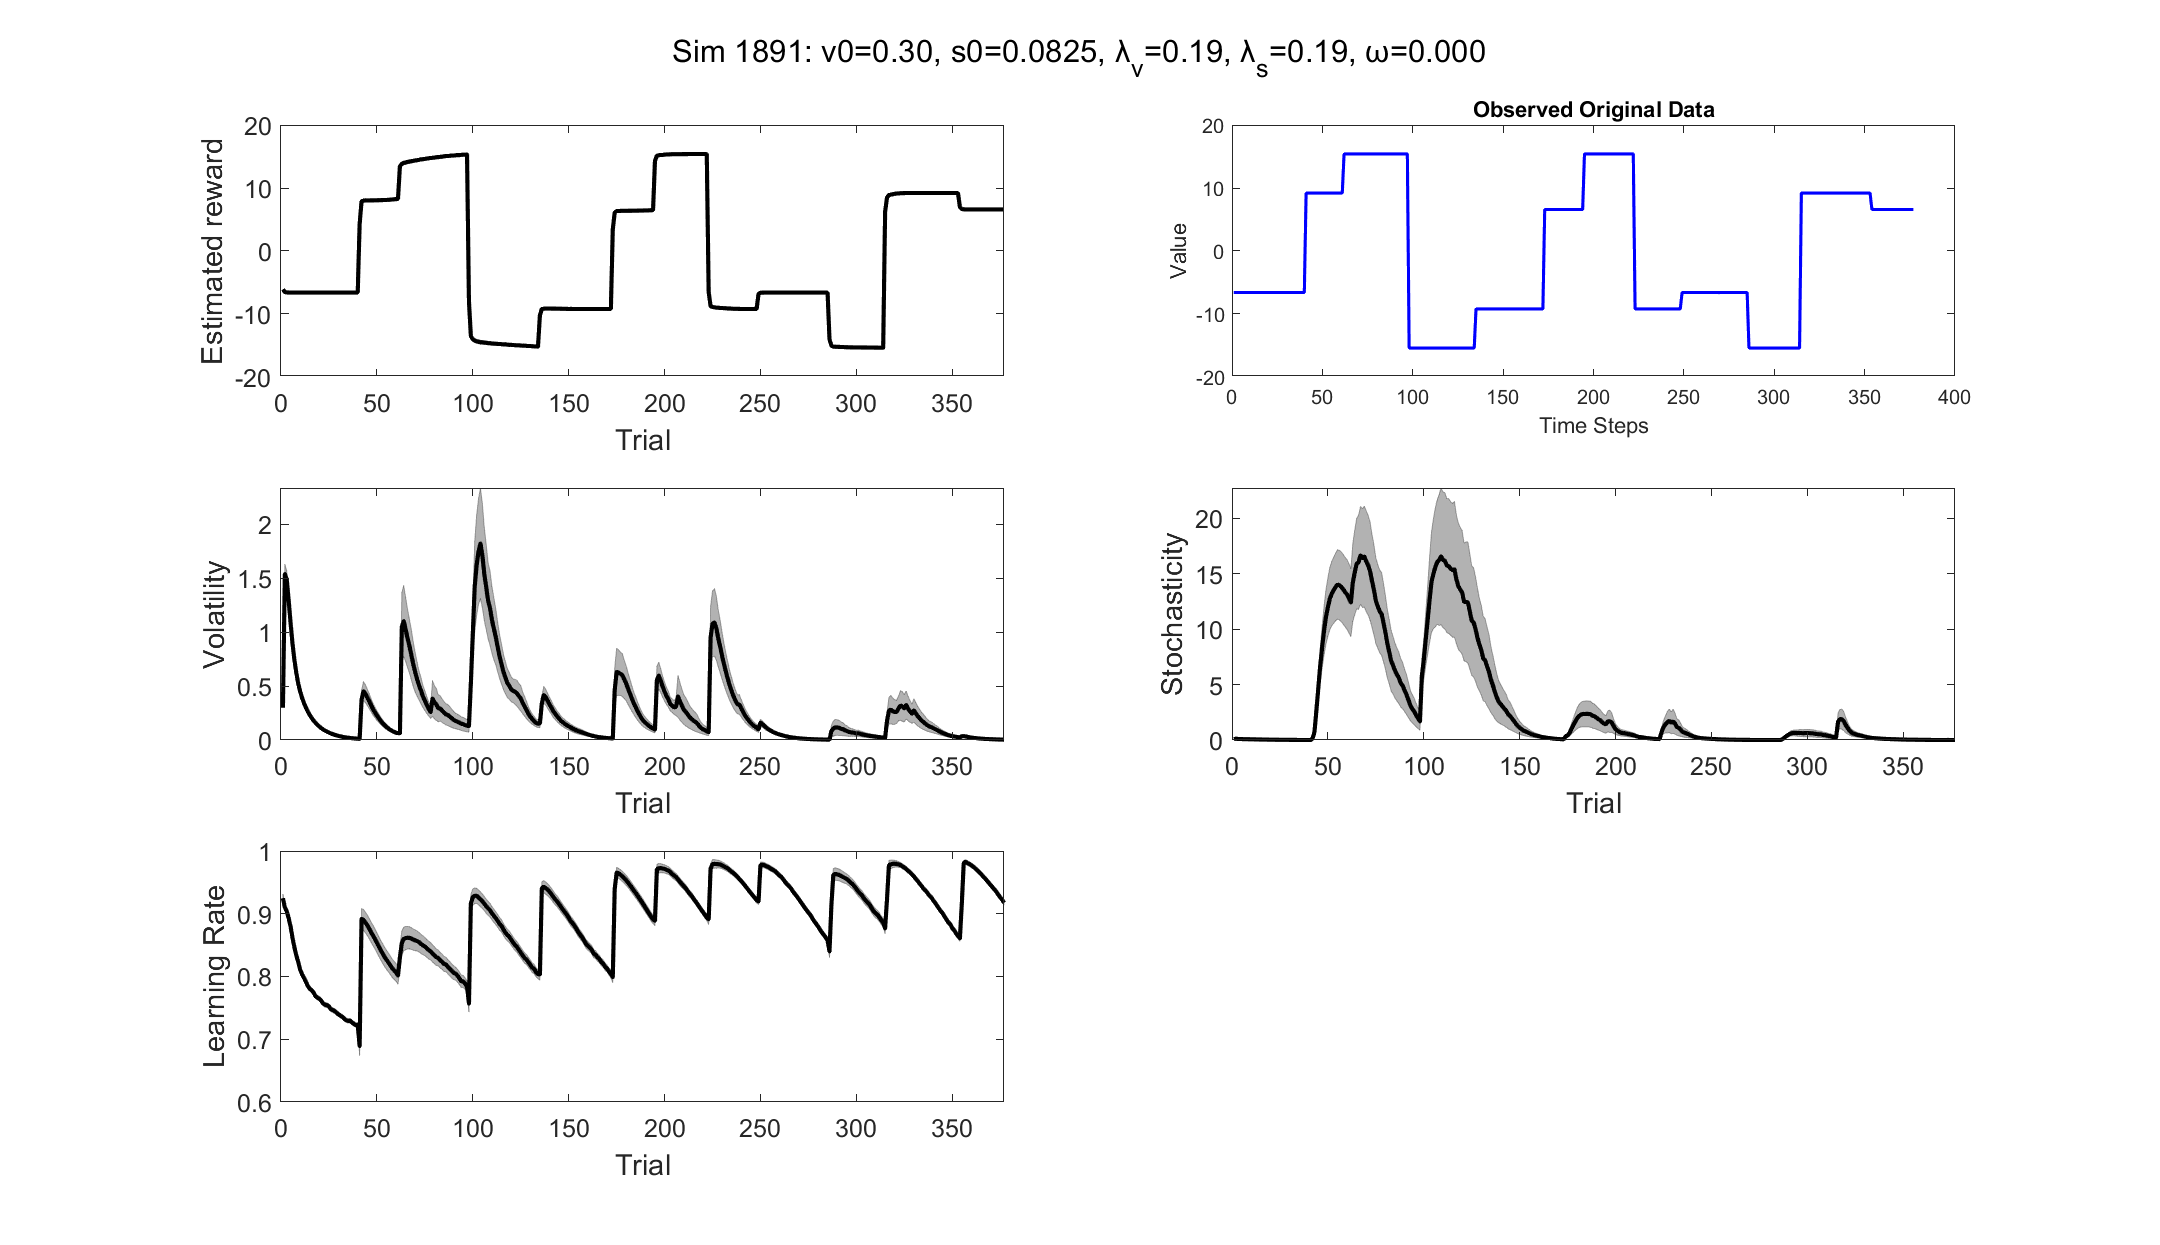 Sim 1891: v0=0.30, s0=0.0825, λv=0.19, λs=0.19, ω=0.000
Estimated reward
20
10
0
-10
-20
0 50 100 150 200 250 300 350
Trial
Observed Original Data
Value
20
10
0
-10
-20
0 50 100 150 200 250 300 350 400
Time Steps
Volatility
2
1.5
1
0.5
0
0 50 100 150 200 250 300 350
Trial
Stochasticity
20
15
10
5
0
0 50 100 150 200 250 300 350
Trial
Learning Rate
1
0.9
0.8
0.7
0.6
0 50 100 150 200 250 300 350
Trial